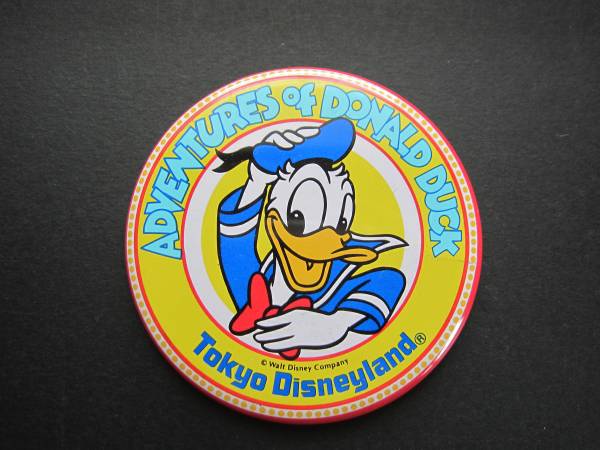 ADVENTURES of DONALD DUCK
© Walt Disney Company
Tokyo Disneyland®